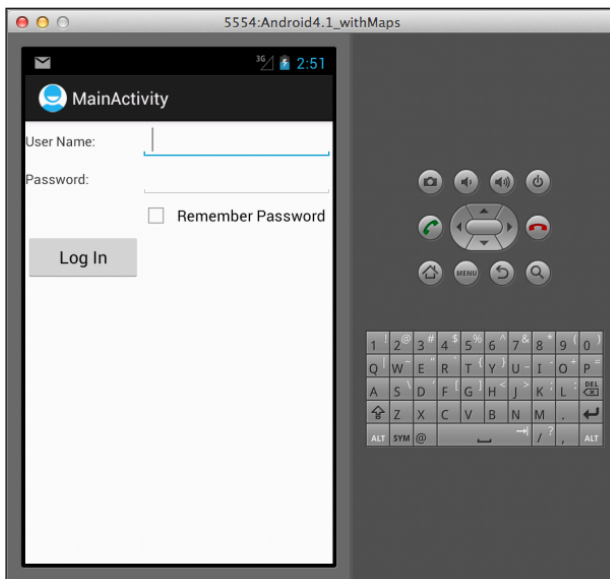 5554:Android4.1_withMaps
3G 2:51
MainActivity
User Name:
Password:
Remember Password
Log In
MENU
1 ! 2 @ 3 # 4 $ 5 % 6 ^ 7 & 8 * 9 ( 0 )
Q | W ~ E " R ` T { Y } U _ I - O + P =
A S \ D ' F [ G ] H < J > K ; L : DEL
Z X C V B N M .
ALT SYM @ / ? , ALT